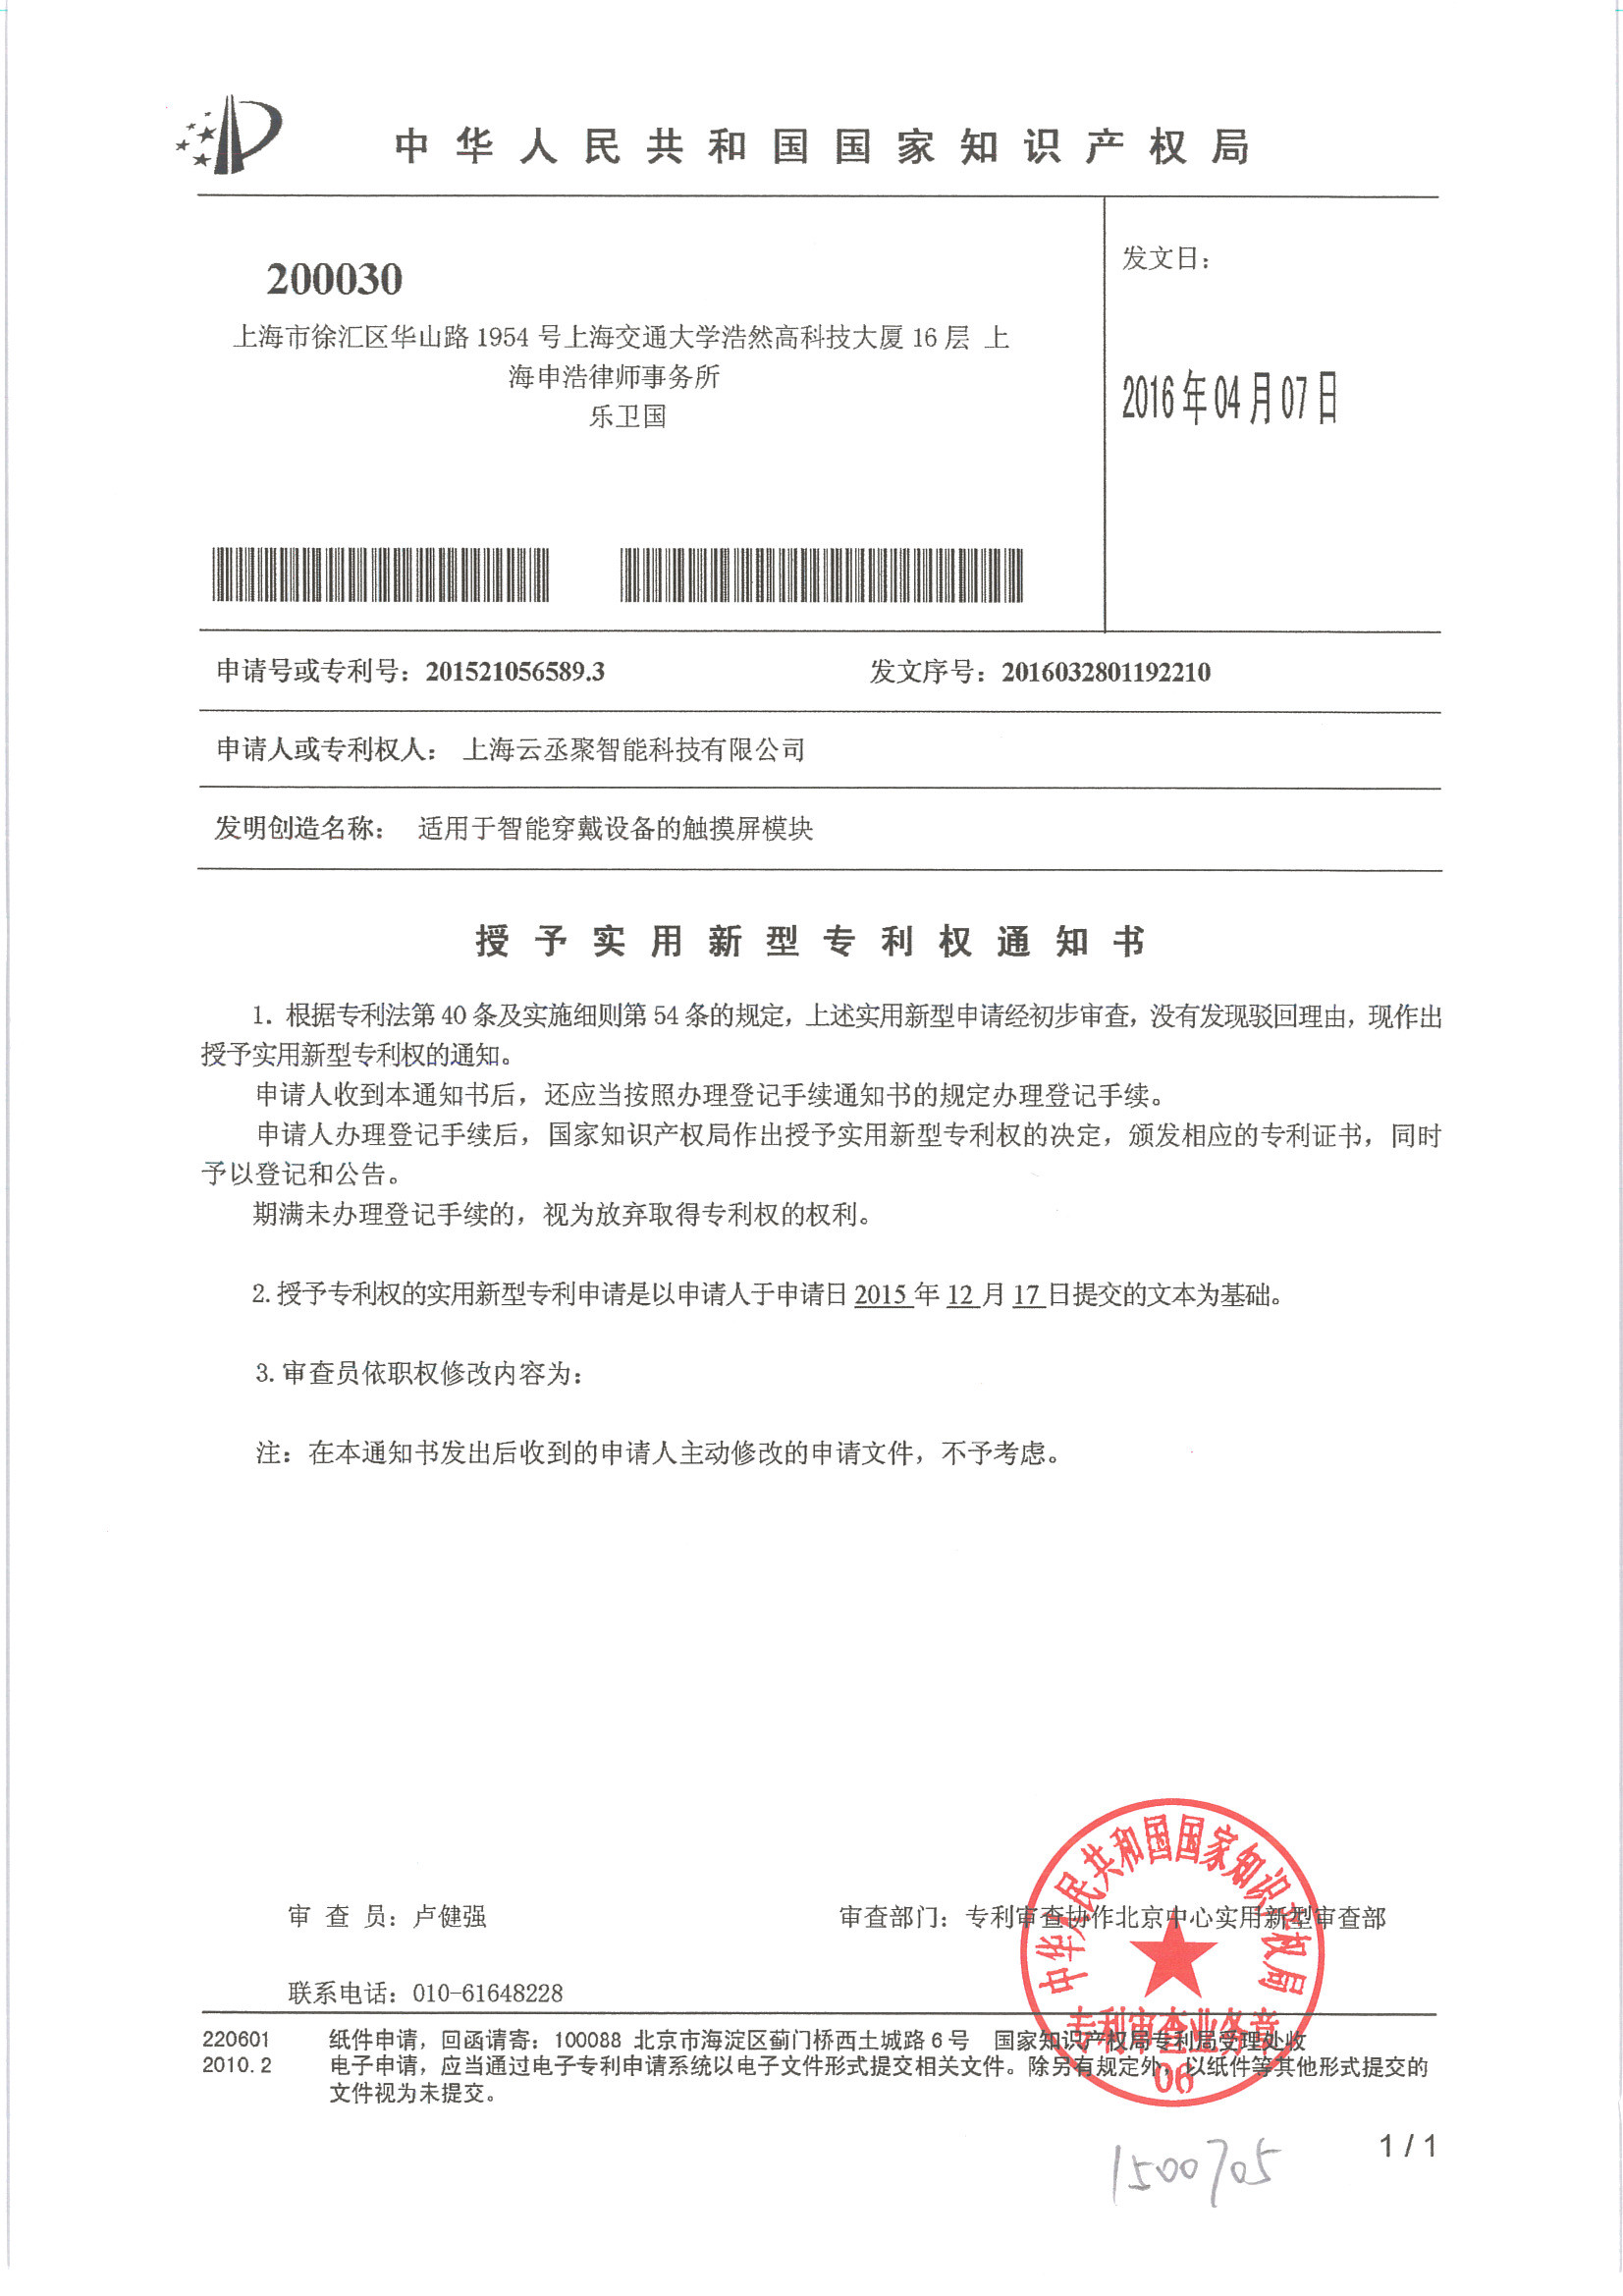 中华人民共和国国家知识产权局
200030
上海市徐汇区华山路 1954 号上海交通大学浩然高科技大厦 16 层 上
海申浩律师事务所
乐卫国
发文日：
2016 年 04 月 07 日
申请号或专利号：201521056589.3
发文序号：2016032801192210
申请人或专利权人： 上海云丞聚智能科技有限公司
发明创造名称： 适用于智能穿戴设备的触摸屏模块
授予实用新型专利权通知书
1. 根据专利法第 40 条及实施细则第 54 条的规定，上述实用新型申请经初步审查，没有发现驳回理由，现作出
授予实用新型专利权的通知。
申请人收到本通知书后，还应当按照办理登记手续通知书的规定办理登记手续。
申请人办理登记手续后，国家知识产权局作出授予实用新型专利权的决定，颁发相应的专利证书，同时
予以登记和公告。
期满未办理登记手续的，视为放弃取得专利权的权利。
2. 授予专利权的实用新型专利申请是以申请人于申请日 2015 年 12 月 17 日提交的文本为基础。
3. 审查员依职权修改内容为：
注：在本通知书发出后收到的申请人主动修改的申请文件，不予考虑。
审 查 员：卢健强
审查部门：专利审查协作北京中心实用新型审查部
联系电话：010-61648228
中华人民共和国国家知识产权局
专利审查业务章
06
220601 纸件申请，回函请寄：100088 北京市海淀区蓟门桥西土城路 6 号 国家知识产权局专利局受理处收
2010.2 电子申请，应当通过电子专利申请系统以电子文件形式提交相关文件。除另有规定外，以纸件等其他形式提交的
文件视为未提交。
1 / 1
1500705